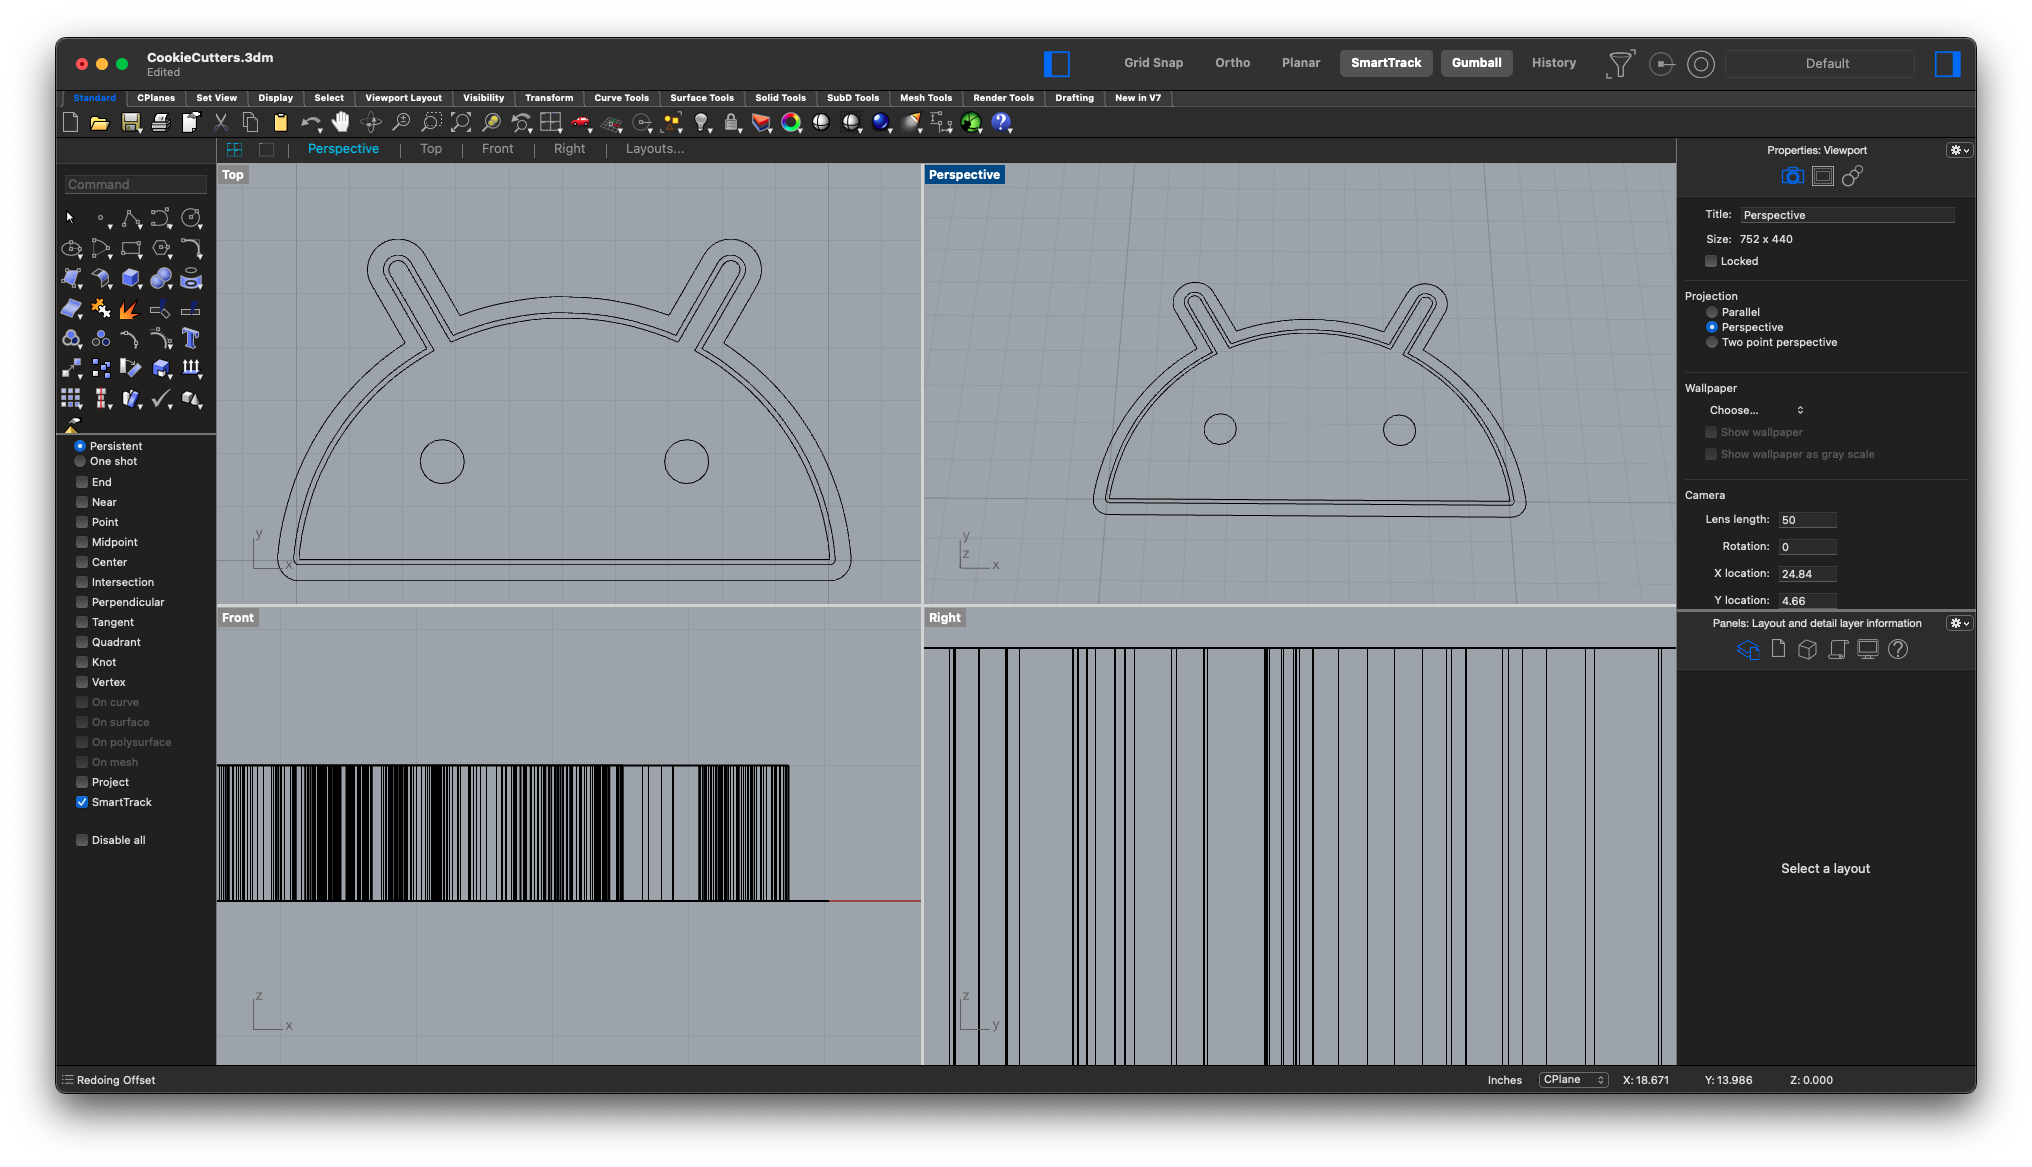 CookieCutters.3dm
Edited
Grid Snap Ortho Planar SmartTrack Gumball History Default
Standard CPlanes Set View Display Select Viewport Layout Visibility Transform Curve Tools Surface Tools Solid Tools SubD Tools Mesh Tools Render Tools Drafting New in V7
Perspective Top Front Right Layouts...
Command
Persistent
One shot
End
Near
Point
Midpoint
Center
Intersection
Perpendicular
Tangent
Quadrant
Knot
Vertex
On curve
On surface
On polysurface
On mesh
Project
SmartTrack
Disable all
Top
y
x
Perspective
y
z
x
Front
z
x
Right
z
y
Properties: Viewport
Title: Perspective
Size: 752 x 440
Locked
Projection
Parallel
Perspective
Two point perspective
Wallpaper
Choose...
Show wallpaper
Show wallpaper as gray scale
Camera
Lens length: 50
Rotation: 0
X location: 24.84
Y location: 4.66
Panels: Layout and detail layer information
Select a layout
Redoing Offset
Inches CPlane X: 18.671 Y: 13.986 Z: 0.000